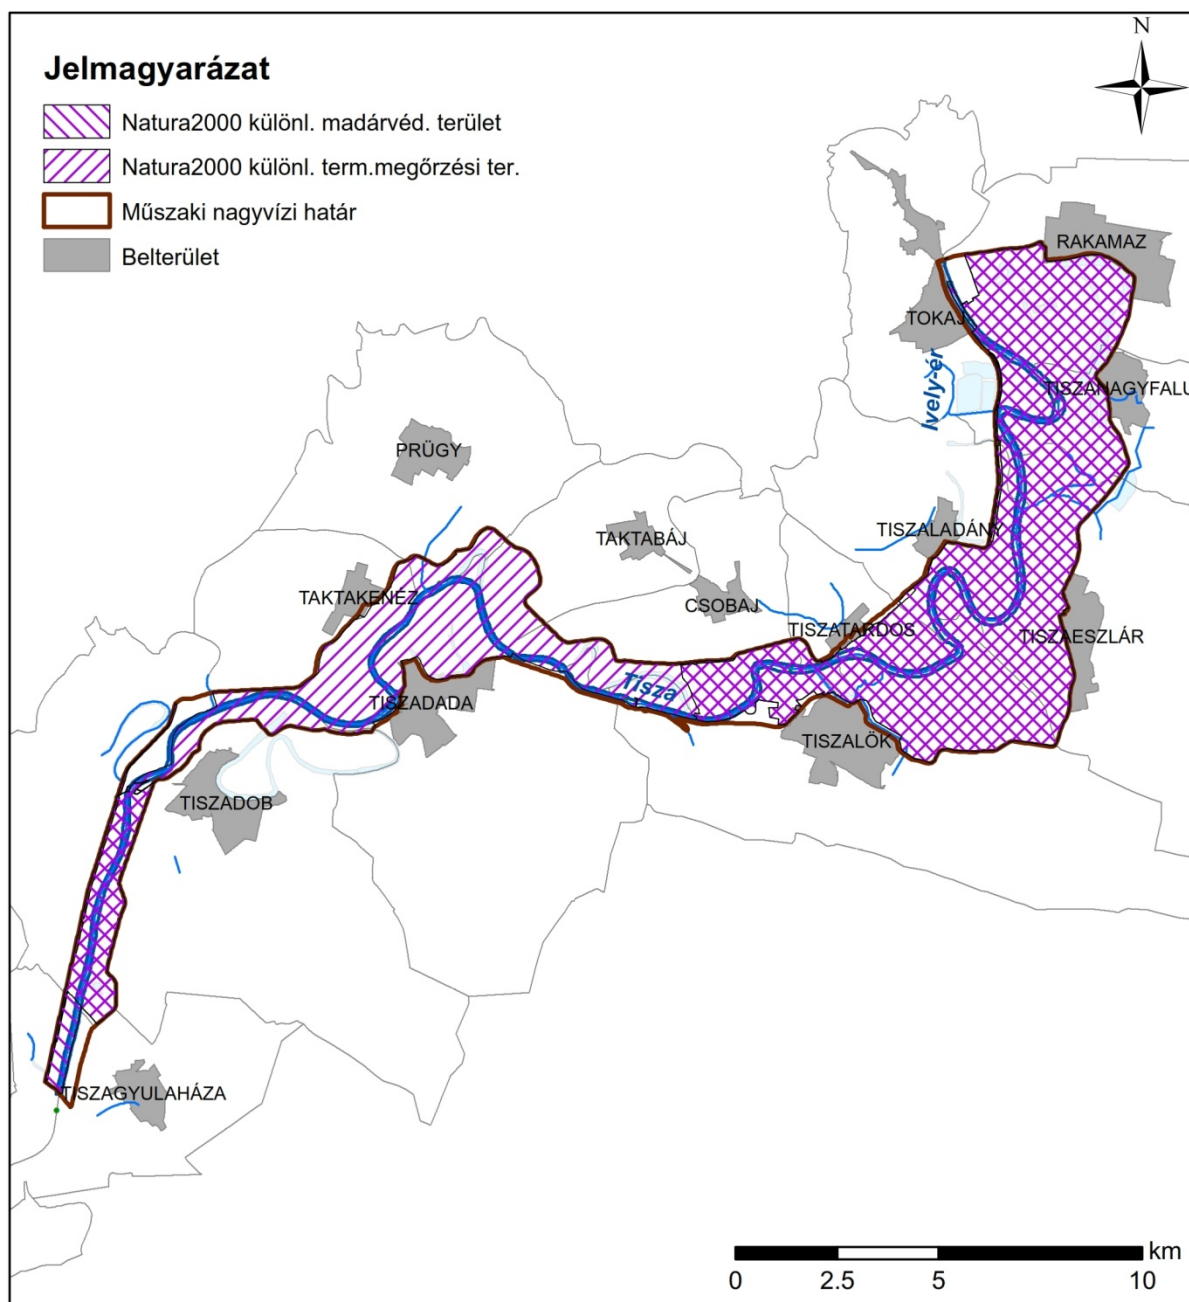 N
Jelmagyarázat
Natura2000 különl. madárvéd. terület
Natura2000 különl. term.megőrzési ter.
Műszaki nagyvízi határ
Belterület
RAKAMAZ
TOKAJ
Ively-ér
TISZANAGYFALU
PRÜGY
TISZALADÁNY
TAKTABÁJ
TAKTAKENÉZ
CSOBAJ
TISZATARDOS
TISZAESZLÁR
Tisza
TISZADADA
TISZALÖK
TISZADOB
TISZAGYULAHÁZA
km
0 2.5 5 10